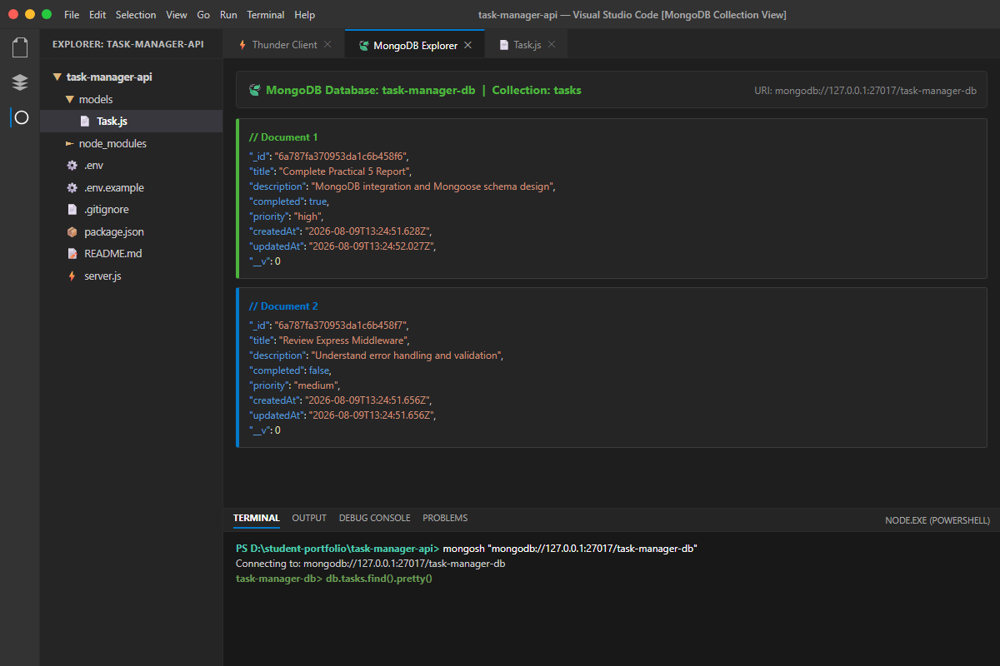 File Edit Selection View Go Run Terminal Help
task-manager-api — Visual Studio Code [MongoDB Collection View]
EXPLORER: TASK-MANAGER-API
task-manager-api
models
Task.js
node_modules
.env
.env.example
.gitignore
package.json
README.md
server.js
Thunder Client
MongoDB Explorer
Task.js
MongoDB Database: task-manager-db | Collection: tasks
URI: mongodb://127.0.0.1:27017/task-manager-db
// Document 1
"_id": "6a787fa370953da1c6b458f6",
"title": "Complete Practical 5 Report",
"description": "MongoDB integration and Mongoose schema design",
"completed": true,
"priority": "high",
"createdAt": "2026-08-09T13:24:51.628Z",
"updatedAt": "2026-08-09T13:24:52.027Z",
"__v": 0
// Document 2
"_id": "6a787fa370953da1c6b458f7",
"title": "Review Express Middleware",
"description": "Understand error handling and validation",
"completed": false,
"priority": "medium",
"createdAt": "2026-08-09T13:24:51.656Z",
"updatedAt": "2026-08-09T13:24:51.656Z",
"__v": 0
TERMINAL OUTPUT DEBUG CONSOLE PROBLEMS
NODE.EXE (POWERSHELL)
PS D:\student-portfolio\task-manager-api> mongosh "mongodb://127.0.0.1:27017/task-manager-db"
Connecting to: mongodb://127.0.0.1:27017/task-manager-db
task-manager-db> db.tasks.find().pretty()